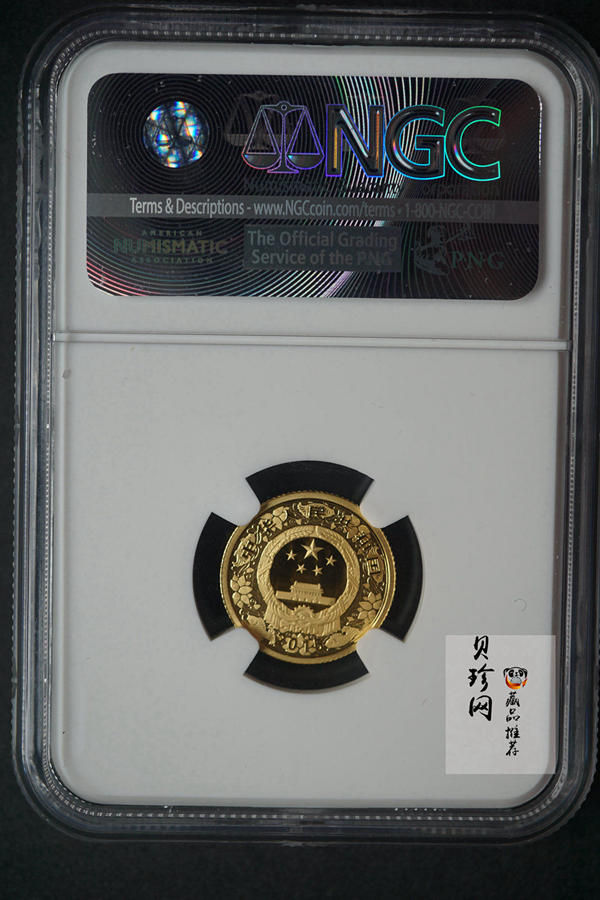 NGC
Terms & Descriptions - www.NGCcoin.com/terms • 1-800-NGC-COIN
AMERICAN
NUMISMATIC
ASSOCIATION
The Official Grading
Service of the PNG
PNG
中华人民共和国
贝珍网
藏品推荐